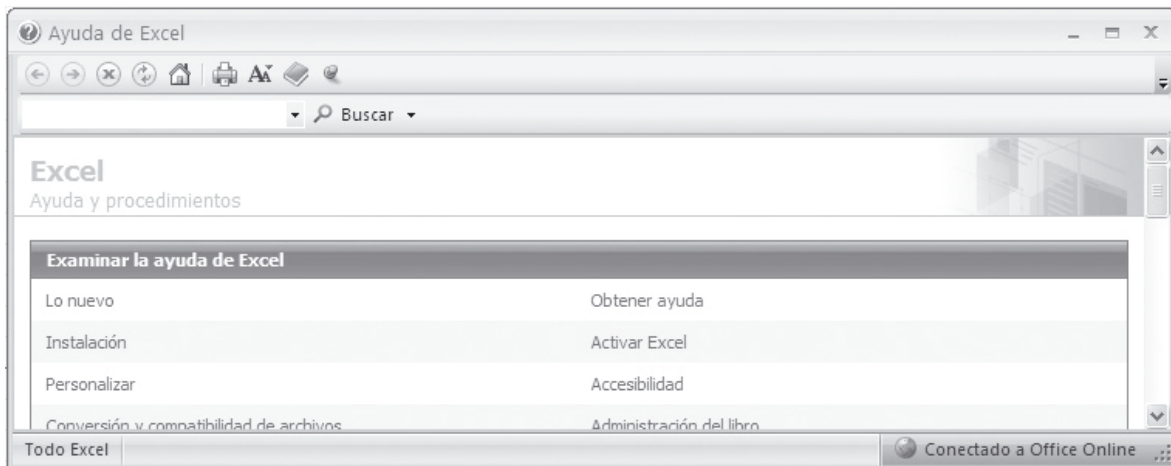 Ayuda de Excel
Buscar
Excel
Ayuda y procedimientos
Examinar la ayuda de Excel
Lo nuevo Obtener ayuda
Instalación Activar Excel
Personalizar Accesibilidad
Conversión y compatibilidad de archivos Administración del libro
Todo Excel Conectado a Office Online